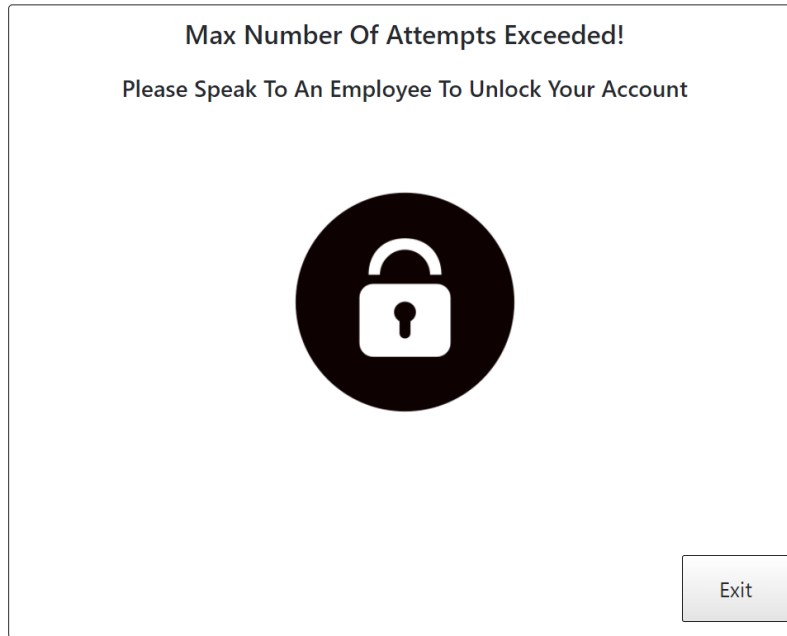 Max Number Of Attempts Exceeded!
Please Speak To An Employee To Unlock Your Account
Exit